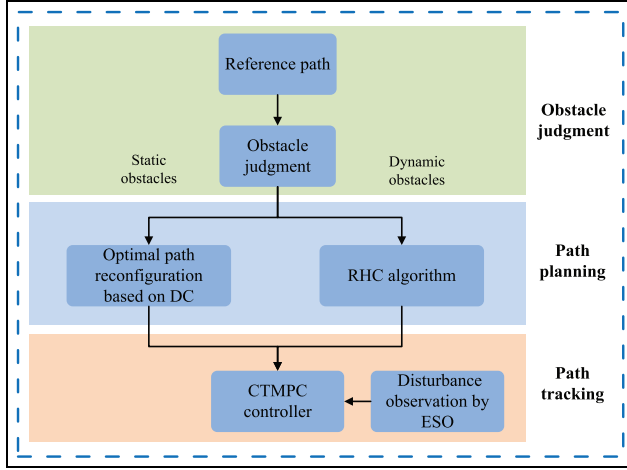 Reference path
Obstacle
judgment
Static
obstacles
Dynamic
obstacles
Obstacle
judgment
Optimal path
reconfiguration
based on DC
RHC algorithm
Path
planning
CTMPC
controller
Disturbance
observation by
ESO
Path
tracking